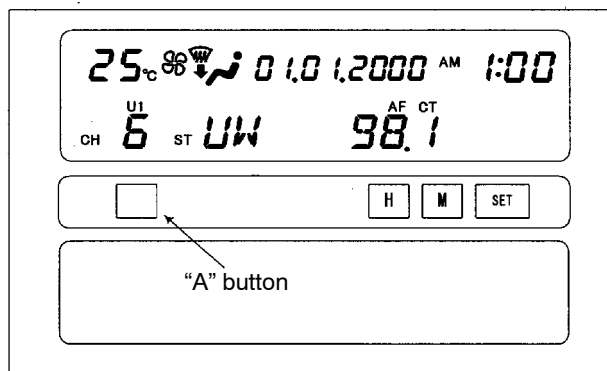 25°C 01.01.2000 AM 1:00
U1 AF CT
CH 6 ST UW 98.1
H M SET
“A” button